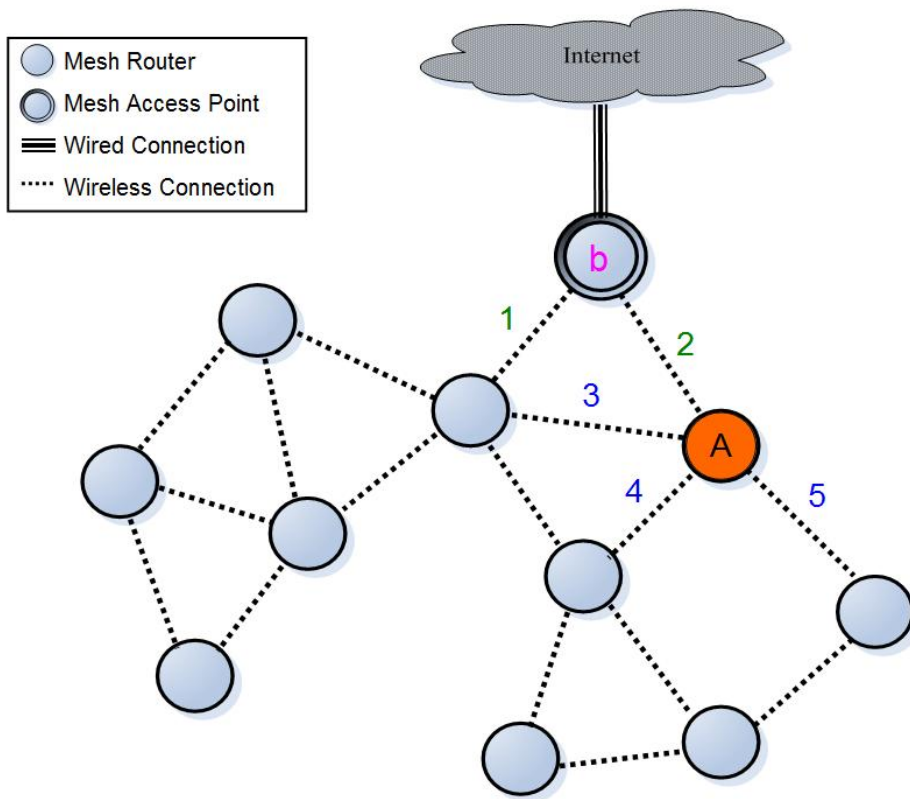 Internet
Mesh Router
Mesh Access Point
Wired Connection
Wireless Connection
b
1
2
3
A
4
5